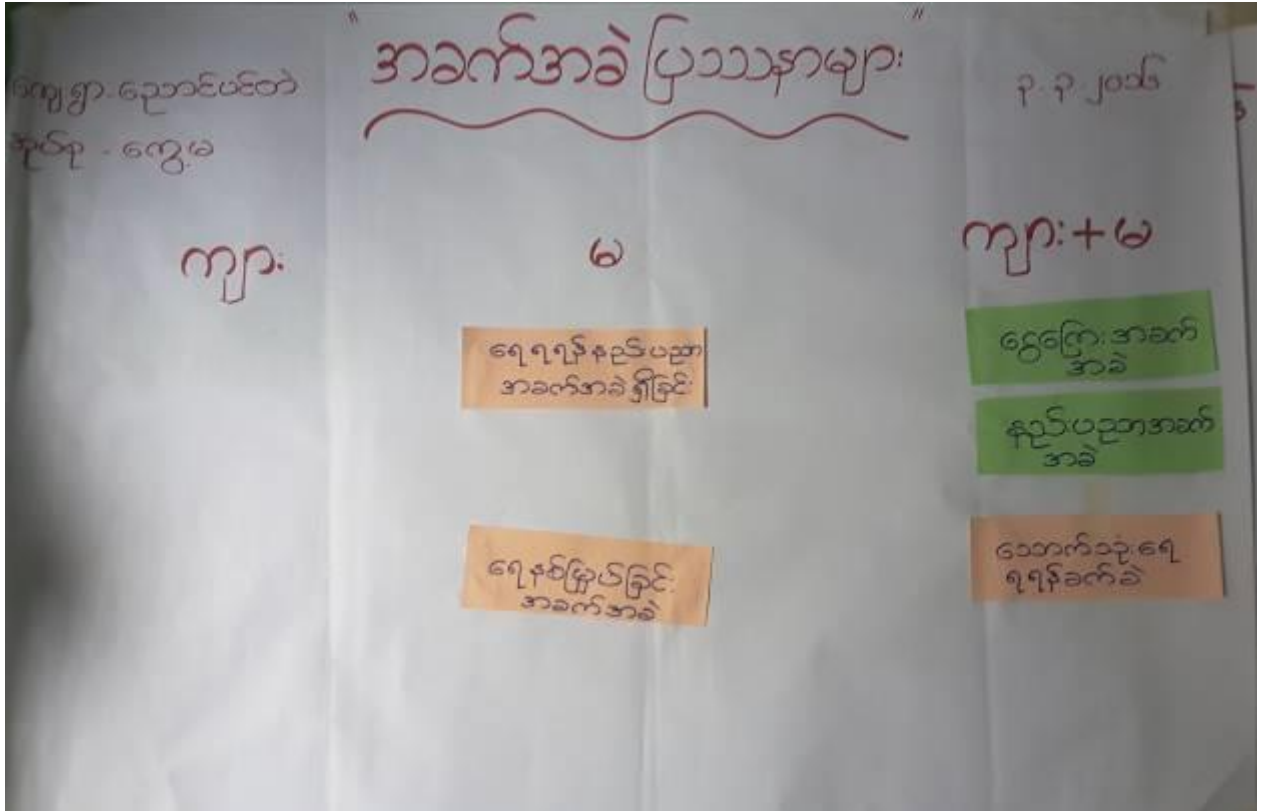 "အခက်အခဲ ပြဿနာများ"
ကျေးရွာ - ညောင်ပင်တဲ
အုပ်စု - ကွေ့မ
၃.၃.၂၀၁၆
ကျား
မ
ကျား+မ
ရေရရန်နည်းပညာ
အခက်အခဲရှိခြင်း
ရေနစ်မြှုပ်ခြင်း
အခက်အခဲ
ငွေကြေးအခက်
အခဲ
နည်းပညာအခက်
အခဲ
သောက်သုံးရေ
ရရန်ခက်ခဲ